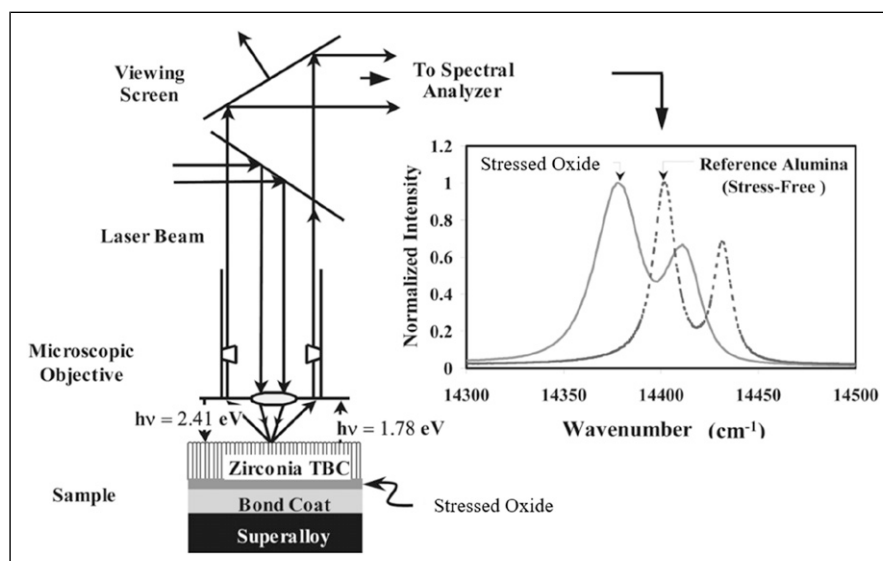 Viewing
Screen
To Spectral
Analyzer
Laser Beam
Microscopic
Objective
hν = 2.41 eV
hν = 1.78 eV
Zirconia TBC
Sample
Bond Coat
Stressed Oxide
Superalloy
1.2
1
0.8
0.6
0.4
0.2
0
Normalized Intensity
Stressed Oxide
Reference Alumina
(Stress-Free )
14300
14350
14400
14450
14500
Wavenumber (cm-1)